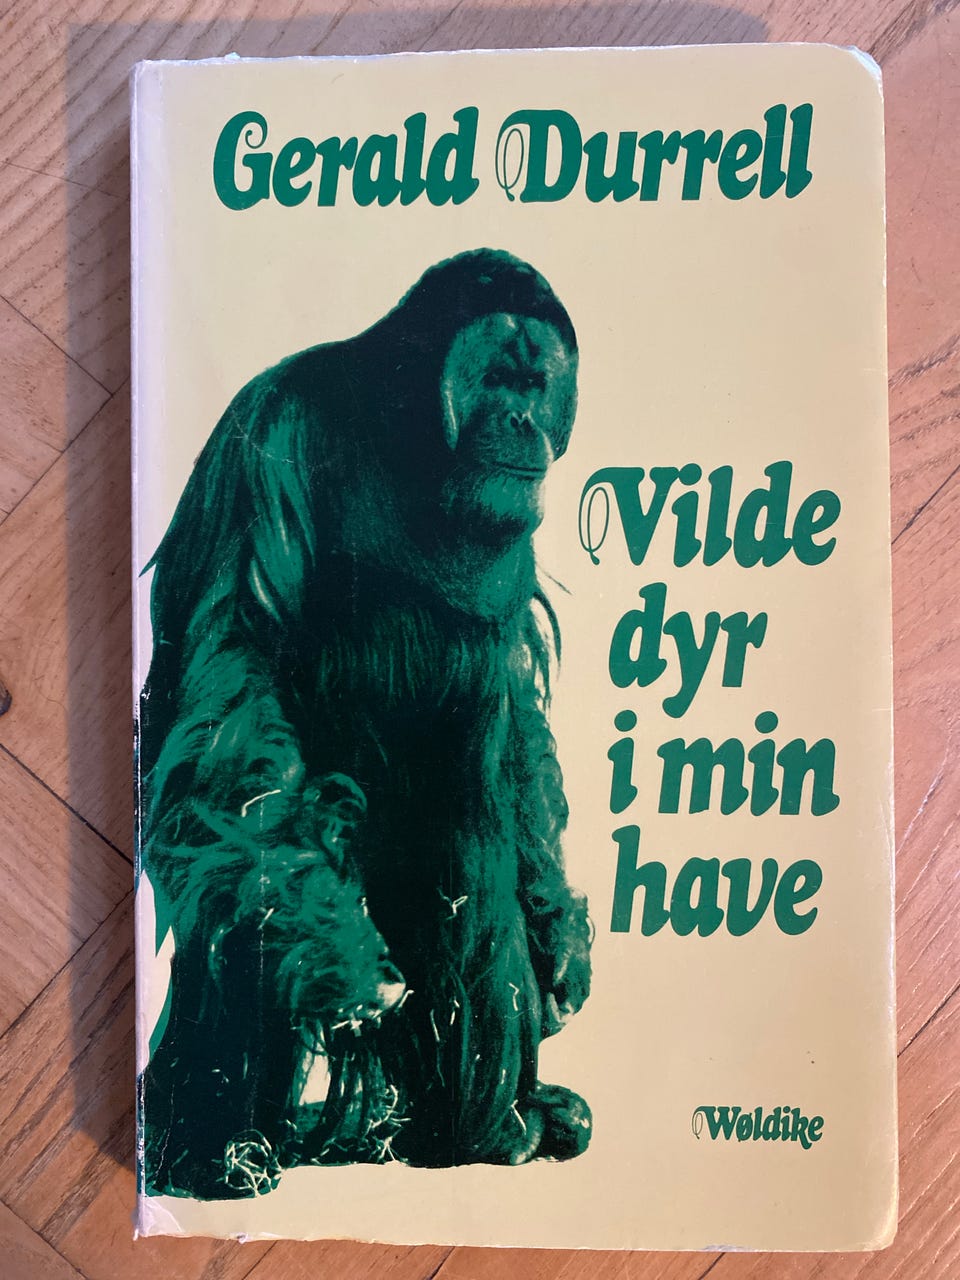 Gerald Durrell
Vilde
dyr
i min
have
Wøldike